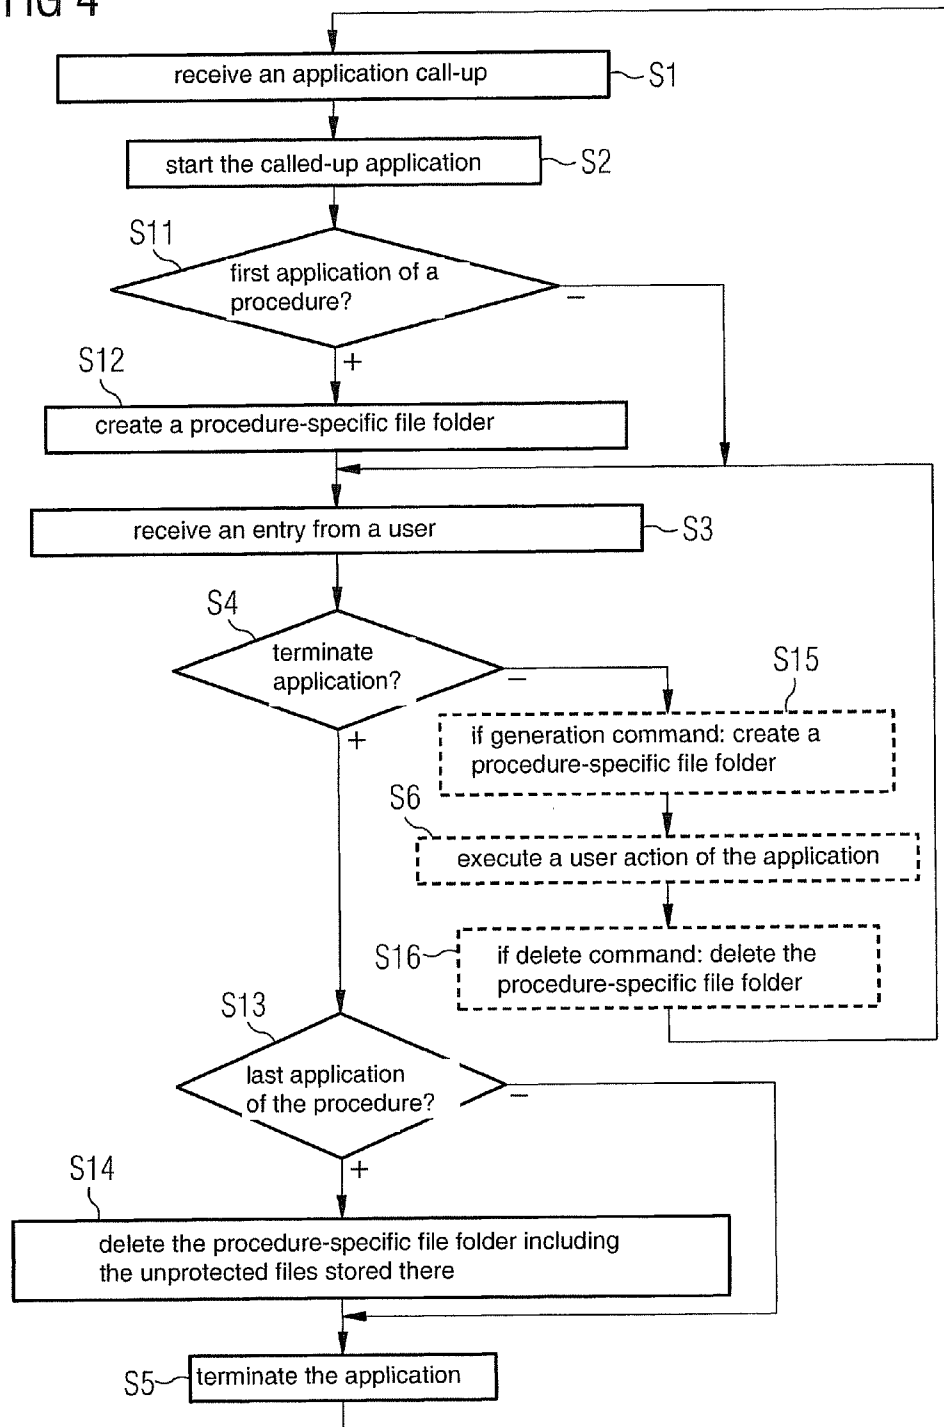 FIG 4
receive an application call-up
S1
start the called-up application
S2
S11
first application of a
procedure?
–
+
S12
create a procedure-specific file folder
receive an entry from a user
S3
S4
terminate
application?
–
+
S15
if generation command: create a
procedure-specific file folder
S6
execute a user action of the application
S16
if delete command: delete the
procedure-specific file folder
S13
last application
of the procedure?
–
+
S14
delete the procedure-specific file folder including
the unprotected files stored there
S5
terminate the application